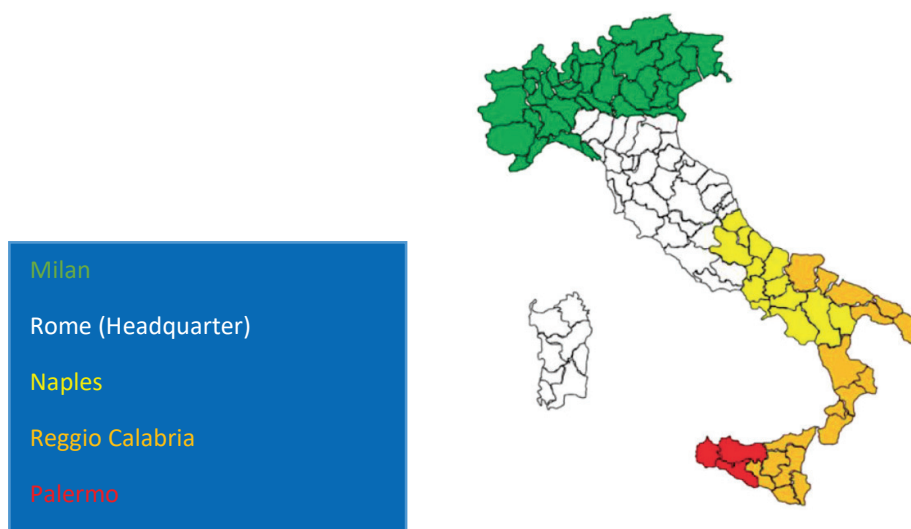 Milan
Rome (Headquarter)
Naples
Reggio Calabria
Palermo